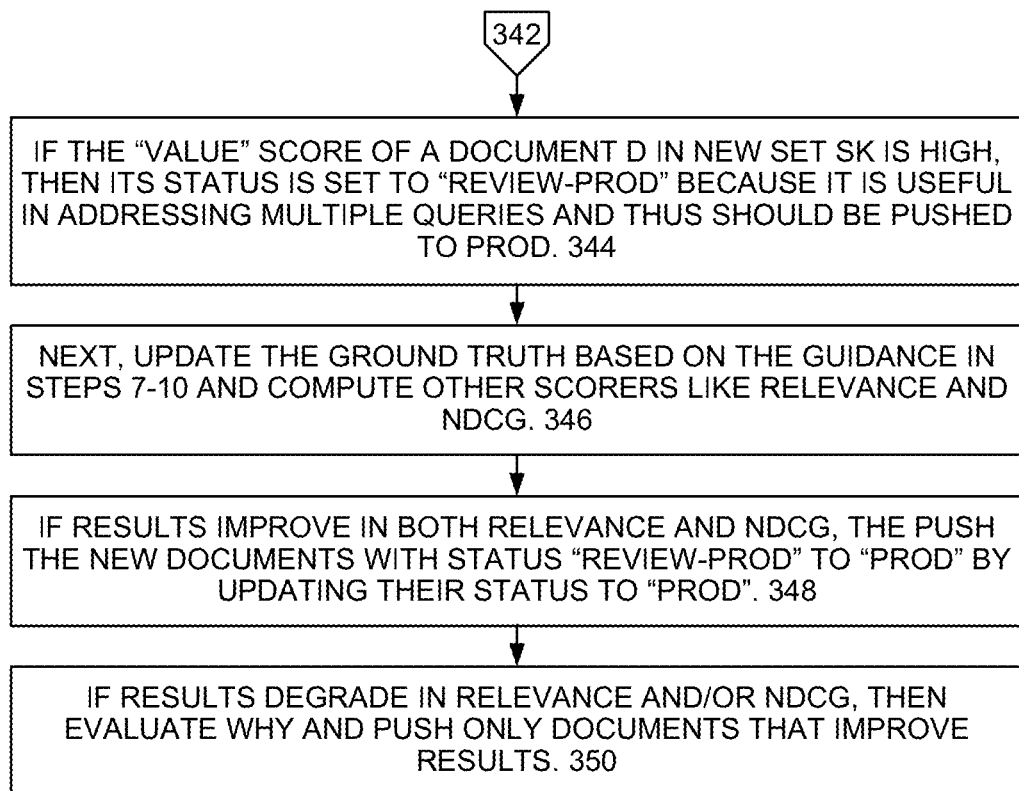 342
IF THE “VALUE” SCORE OF A DOCUMENT D IN NEW SET SK IS HIGH,
THEN ITS STATUS IS SET TO “REVIEW-PROD” BECAUSE IT IS USEFUL
IN ADDRESSING MULTIPLE QUERIES AND THUS SHOULD BE PUSHED
TO PROD. 344
NEXT, UPDATE THE GROUND TRUTH BASED ON THE GUIDANCE IN
STEPS 7-10 AND COMPUTE OTHER SCORERS LIKE RELEVANCE AND
NDCG. 346
IF RESULTS IMPROVE IN BOTH RELEVANCE AND NDCG, THE PUSH
THE NEW DOCUMENTS WITH STATUS “REVIEW-PROD” TO “PROD” BY
UPDATING THEIR STATUS TO “PROD”. 348
IF RESULTS DEGRADE IN RELEVANCE AND/OR NDCG, THEN
EVALUATE WHY AND PUSH ONLY DOCUMENTS THAT IMPROVE
RESULTS. 350